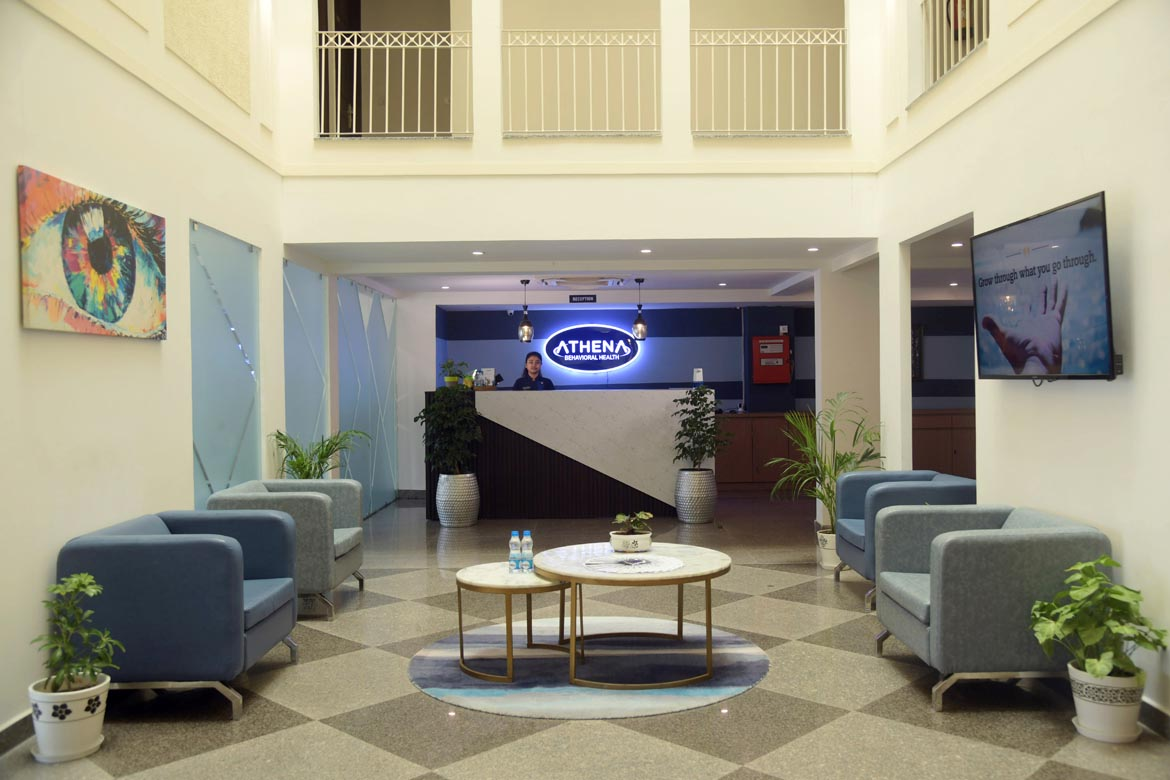 RECEPTION
ATHENA
BEHAVIORAL HEALTH
Grow through what you go through.